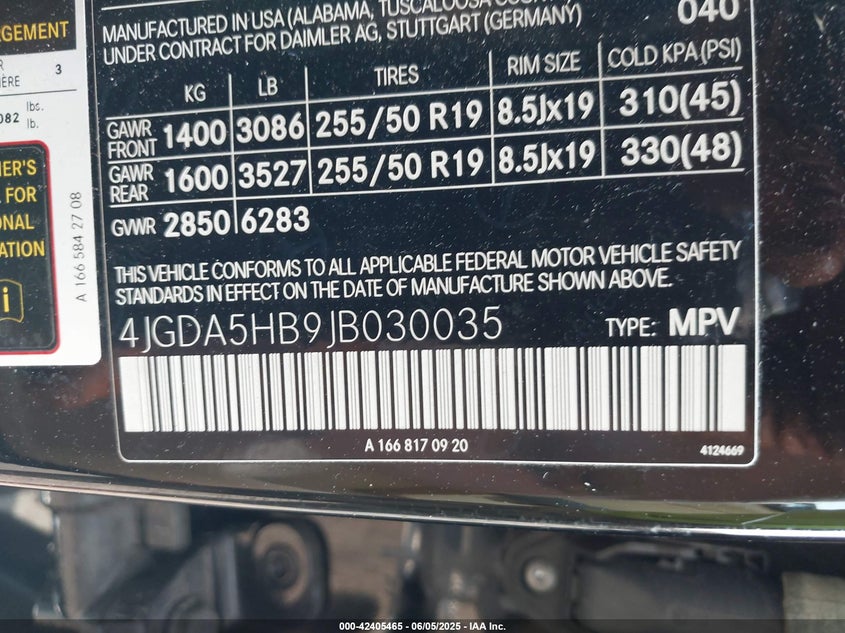 ARGEMENT
3
082
lbs.
lb.
FOR
A 166 584 27 08
i
MANUFACTURED IN USA (ALABAMA, TUSCALOOSA
UNDER CONTRACT FOR DAIMLER AG, STUTTGART (GERMANY)
040
KG LB TIRES RIM SIZE COLD KPA (PSI)
GAWR FRONT 1400 3086 255/50 R19 8.5Jx19 310(45)
GAWR REAR 1600 3527 255/50 R19 8.5Jx19 330(48)
GVWR 2850 6283
THIS VEHICLE CONFORMS TO ALL APPLICABLE FEDERAL MOTOR VEHICLE SAFETY
STANDARDS IN EFFECT ON THE DATE OF MANUFACTURE SHOWN ABOVE.
4JGDA5HB9JB030035 TYPE: MPV
A 166 817 09 20
4124669
000-42405465 - 06/05/2025 - IAA Inc.